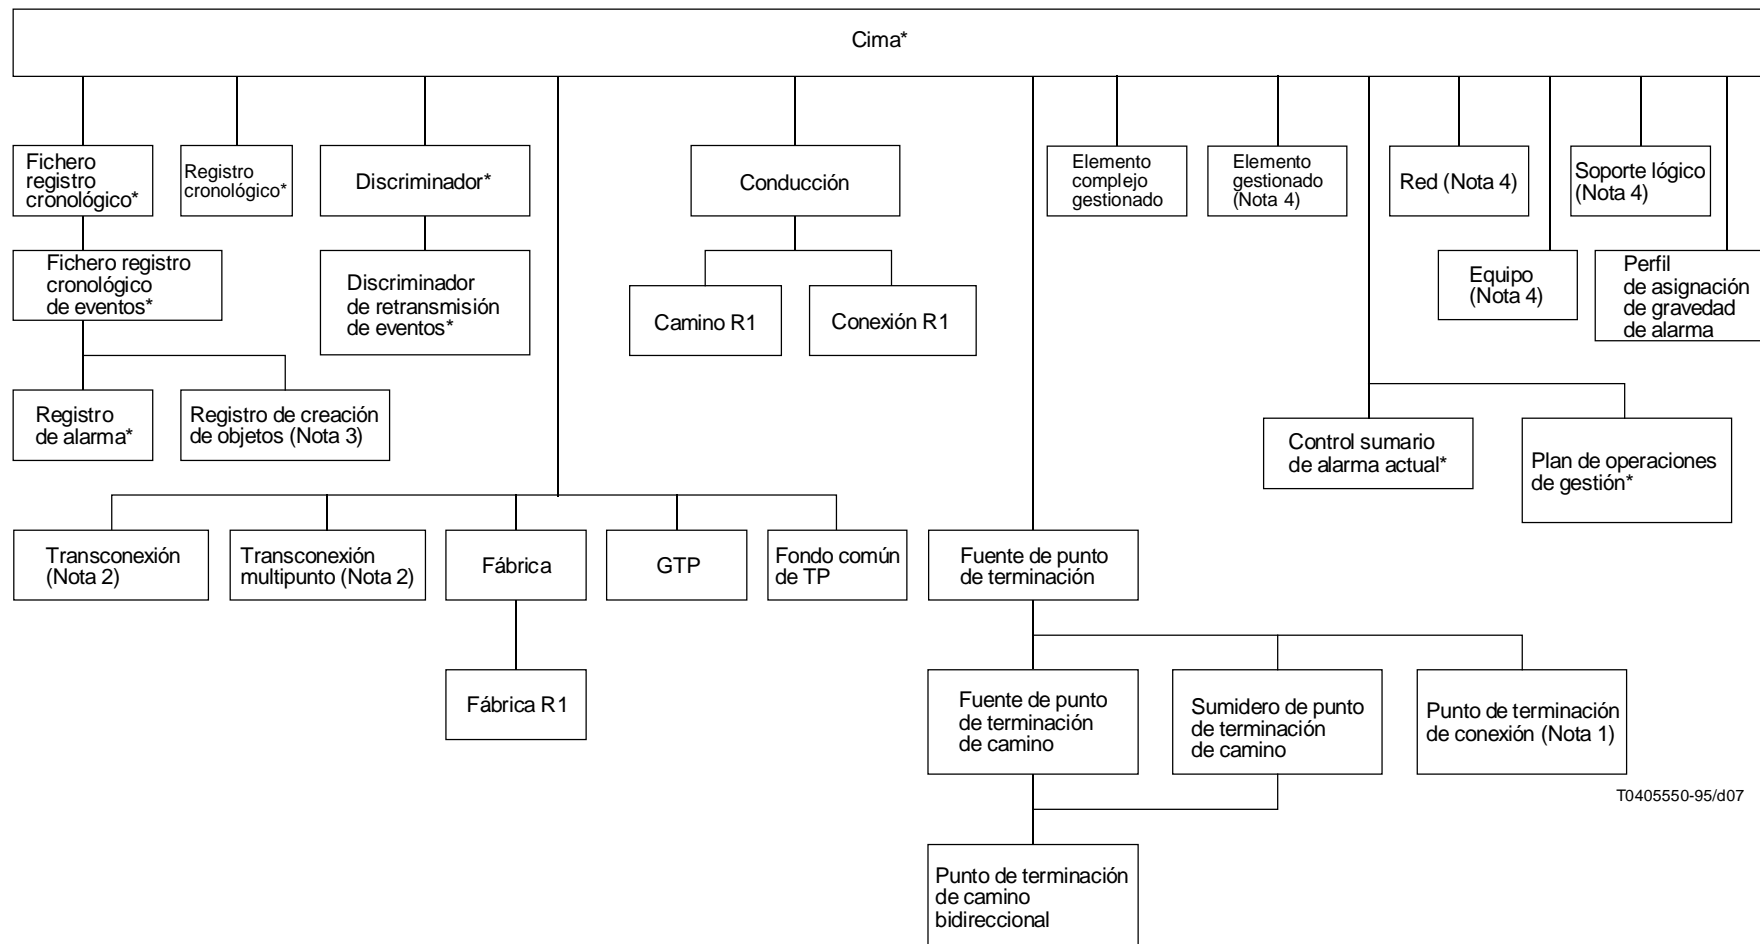 Cima*
Fichero
registro
cronológico*
Registro
cronológico*
Discriminador*
Conducción
Elemento
complejo
gestionado
Elemento
gestionado
(Nota 4)
Red (Nota 4)
Soporte lógico
(Nota 4)
Fichero registro
cronológico
de eventos*
Discriminador
de retransmisión
de eventos*
Camino R1
Conexión R1
Equipo
(Nota 4)
Perfil
de asignación
de gravedad
de alarma
Registro
de alarma*
Registro de creación
de objetos (Nota 3)
Control sumario
de alarma actual*
Plan de operaciones
de gestión*
Transconexión
(Nota 2)
Transconexión
multipunto (Nota 2)
Fábrica
GTP
Fondo común
de TP
Fuente de punto
de terminación
Fábrica R1
Fuente de punto
de terminación
de camino
Sumidero de punto
de terminación
de camino
Punto de terminación
de conexión (Nota 1)
T0405550-95/d07
Punto de terminación
de camino
bidireccional